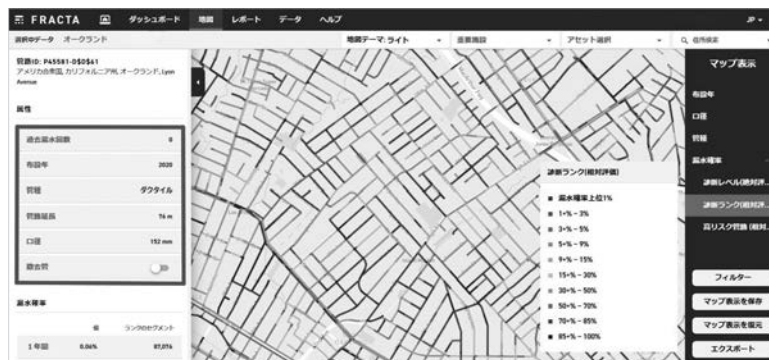 FRACTA ダッシュボード 地図 レポート データ ヘルプ JP
選択中データ オークランド 地図テーマ: ライト 重要施設 アセット選択 住所検索
管路ID: P45581-D$D$61
アメリカ合衆国, カリフォルニア州, オークランド, Lynn
Avenue
属性
過去漏水回数 0
布設年 2020
管種 ダクタイル
管路延長 76 m
口径 152 mm
撤去管
漏水確率
値 ランクのセグメント
1年間 0.06% 87,076
診断ランク(相対評価)
漏水確率上位1%
1+% – 3%
3+% – 5%
5+% – 9%
9+% – 15%
15+% – 30%
30+% – 50%
50+% – 70%
70+% – 85%
85+% – 100%
マップ表示
布設年
口径
管種
漏水確率
診断レベル(絶対評...
診断ランク(相対評...
高リスク管路 (相対...
フィルター
マップ表示を保存
マップ表示を復元
エクスポート